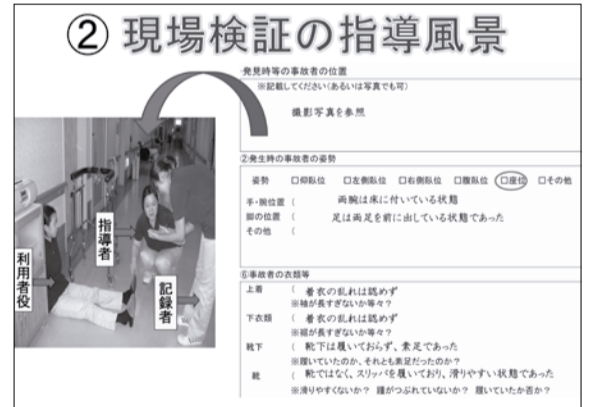 ② 現場検証の指導風景
発見時等の事故者の位置
※記載してください(あるいは写真でも可)
撮影写真を参照
②発生時の事故者の姿勢
姿勢 □仰臥位 □左側臥位 □右側臥位 □腹臥位 □座位 □その他
手・腕位置 ( 両腕は床に付いている状態
脚の位置 ( 足は両足を前に出している状態であった
その他 (
⑥事故者の衣類等
上着 ( 着衣の乱れは認めず
※袖が長すぎないか等々?
下衣類 ( 着衣の乱れは認めず
※裾が長すぎないか等々?
靴下 ( 靴下は履いておらず、素足であった
※履いていたのか、それとも素足だったのか?
靴 ( 靴ではなく、スリッパを履いており、滑りやすい状態であった
※滑りやすくないか? 踵がつぶれていないか? 履いていたか否か?
利用者役
指導者
記録者